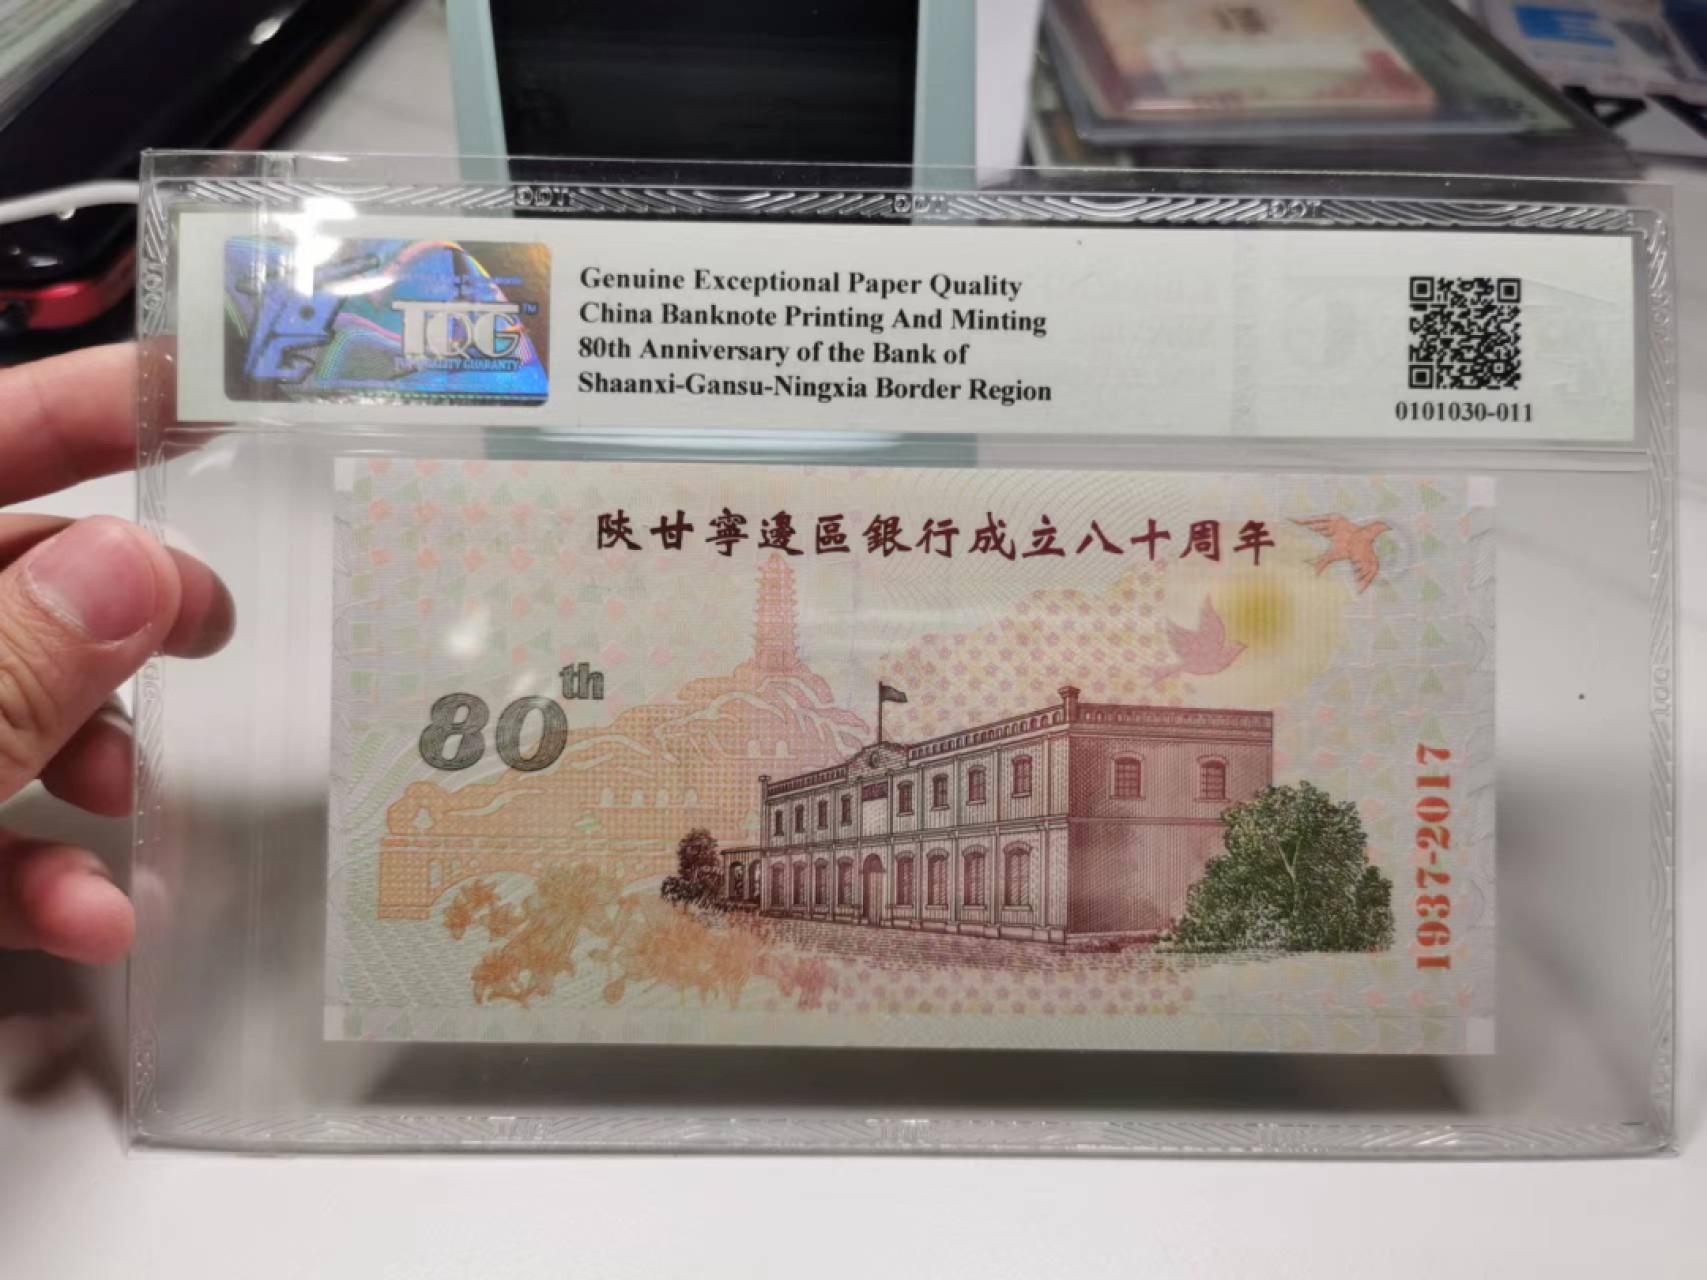 TQG™
Genuine Exceptional Paper Quality
China Banknote Printing And Minting
80th Anniversary of the Bank of
Shaanxi-Gansu-Ningxia Border Region
0101030-011
陝甘寧邊區銀行成立八十周年
80th
1937-2017